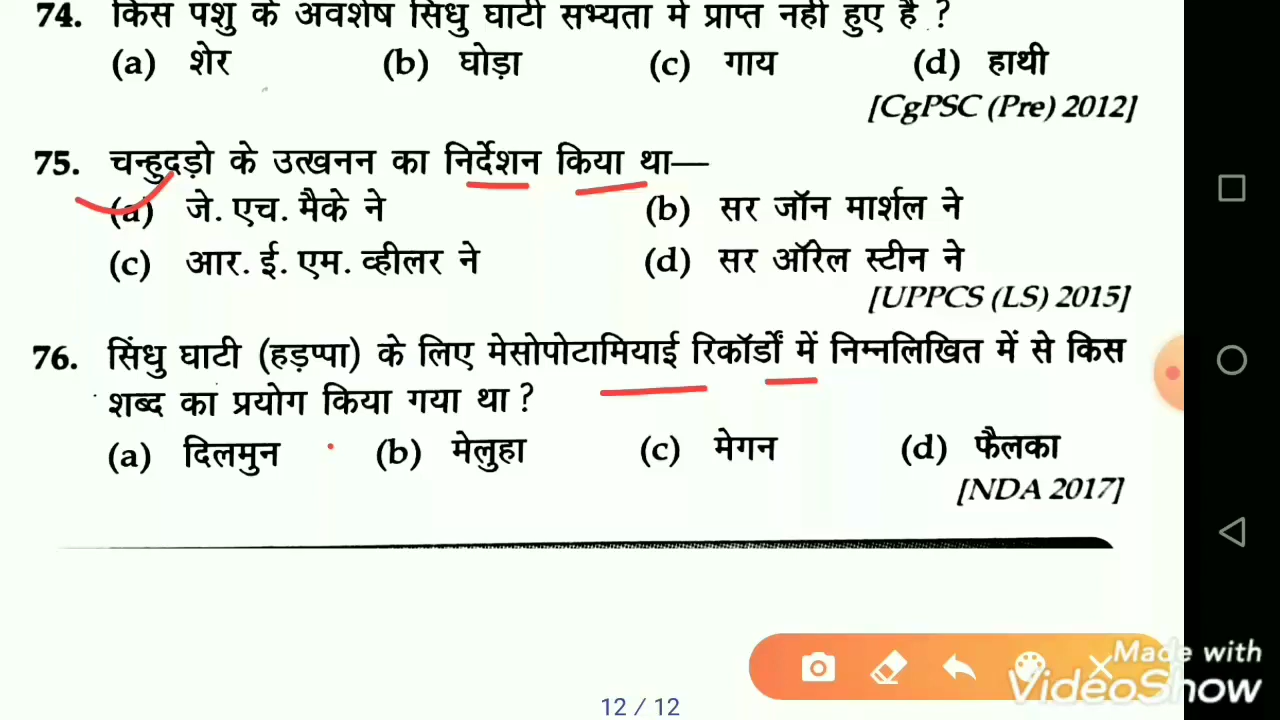 74. किस पशु के अवशेष सिंधु घाटी सभ्यता में प्राप्त नहीं हुए हैं ?
(a) शेर (b) घोड़ा (c) गाय (d) हाथी
[CgPSC (Pre) 2012]
75. चन्हुदड़ो के उत्खनन का निर्देशन किया था—
(a) जे. एच. मैके ने (b) सर जॉन मार्शल ने
(c) आर. ई. एम. व्हीलर ने (d) सर ऑरेल स्टीन ने
[UPPCS (LS) 2015]
76. सिंधु घाटी (हड़प्पा) के लिए मेसोपोटामियाई रिकॉर्डों में निम्नलिखित में से किस
शब्द का प्रयोग किया गया था ?
(a) दिलमुन (b) मेलुहा (c) मेगन (d) फैलका
[NDA 2017]
Made with
VideoShow
12 / 12